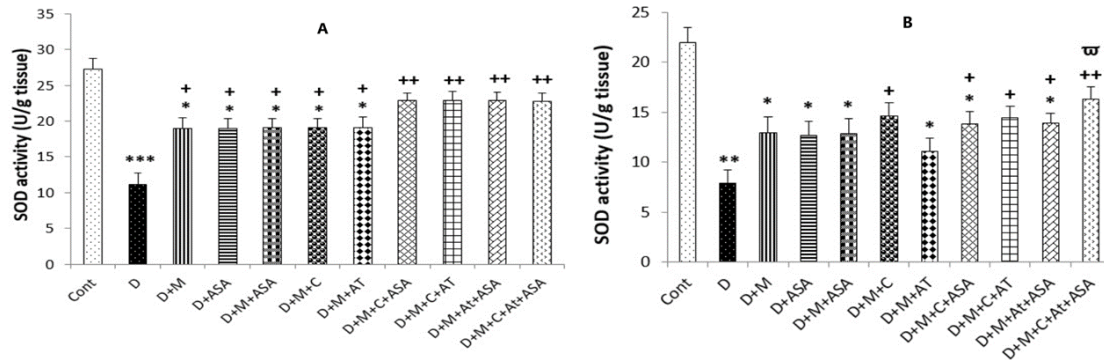 A
SOD activity (U/g tissue)
35
30
25
20
15
10
5
0
***
+
*
+
*
+
*
+
*
+
*
++
++
++
++
Cont
D
D+M
D+ASA
D+M+ASA
D+M+C
D+M+AT
D+M+C+ASA
D+M+C+AT
D+M+At+ASA
D+M+C+At+ASA
B
SOD activity (U/g tissue)
25
20
15
10
5
0
**
*
*
*
+
*
+
*
+
+
*
ϖ
++
Cont
D
D+M
D+ASA
D+M+ASA
D+M+C
D+M+AT
D+M+C+ASA
D+M+C+AT
D+M+At+ASA
D+M+C+At+ASA